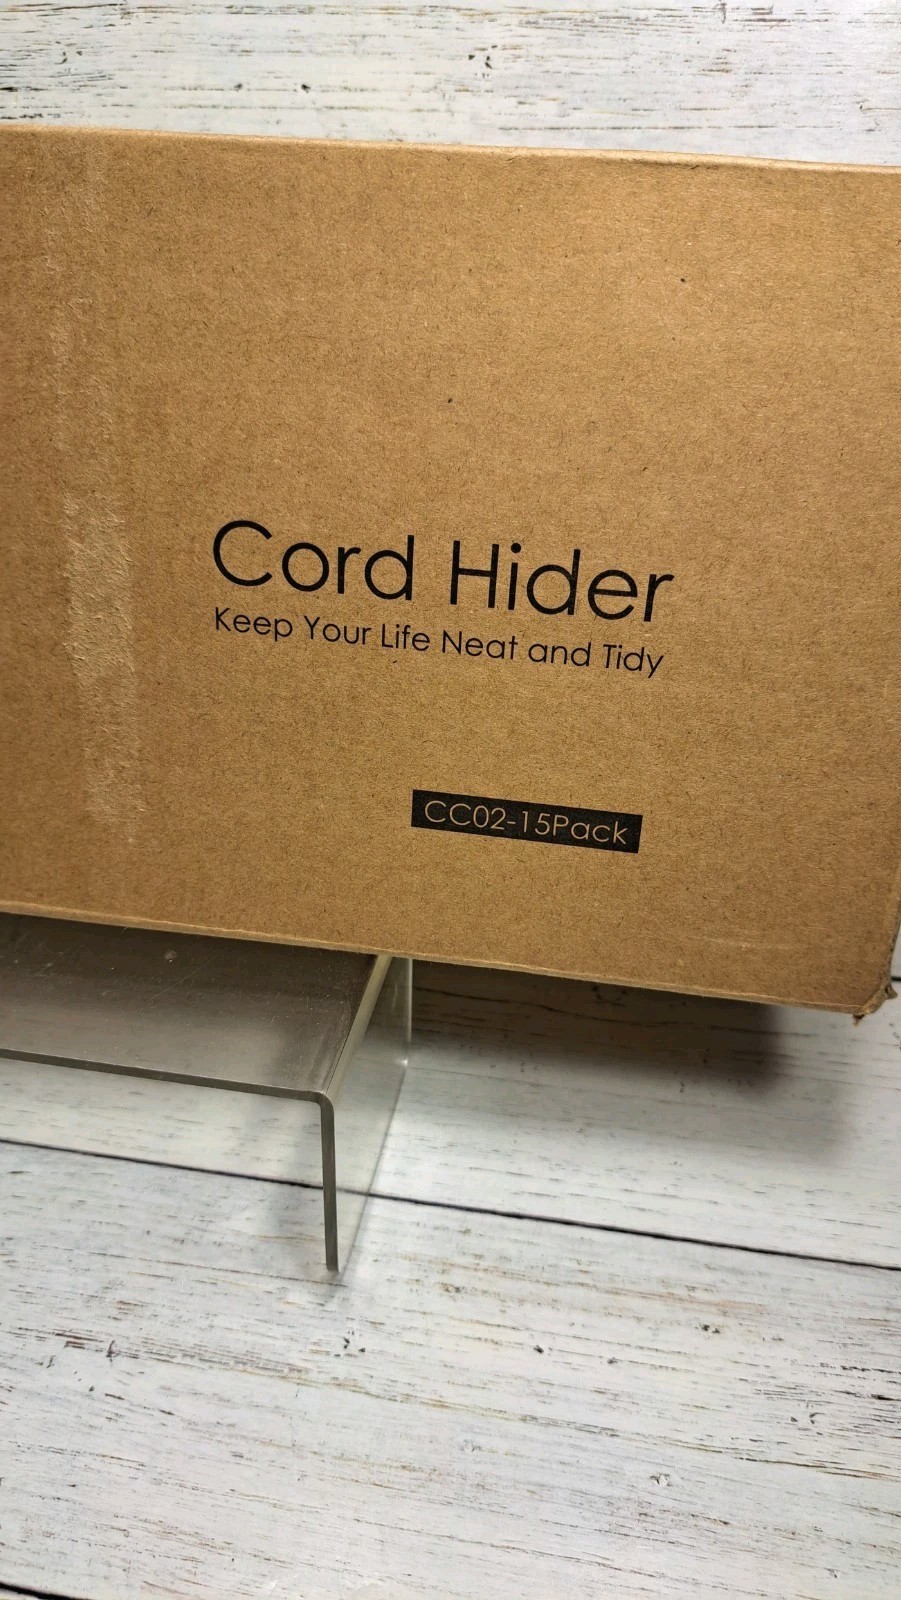 Cord Hider
Keep Your Life Neat and Tidy
CC02-15Pack